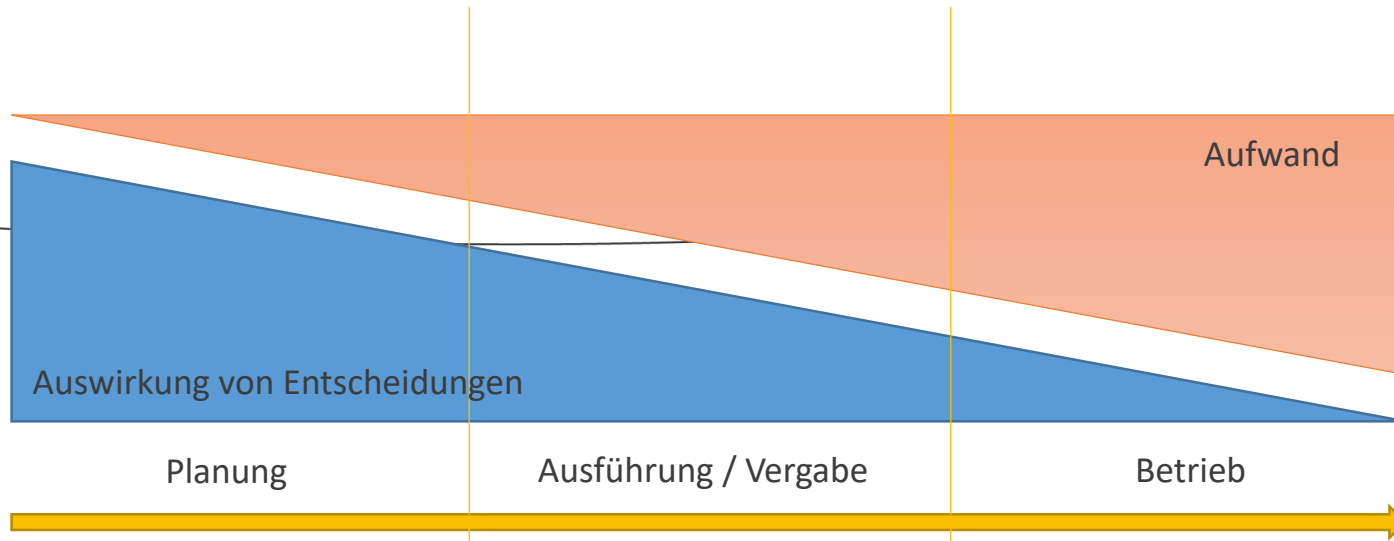 Aufwand
Auswirkung von Entscheidungen
Planung
Ausführung / Vergabe
Betrieb